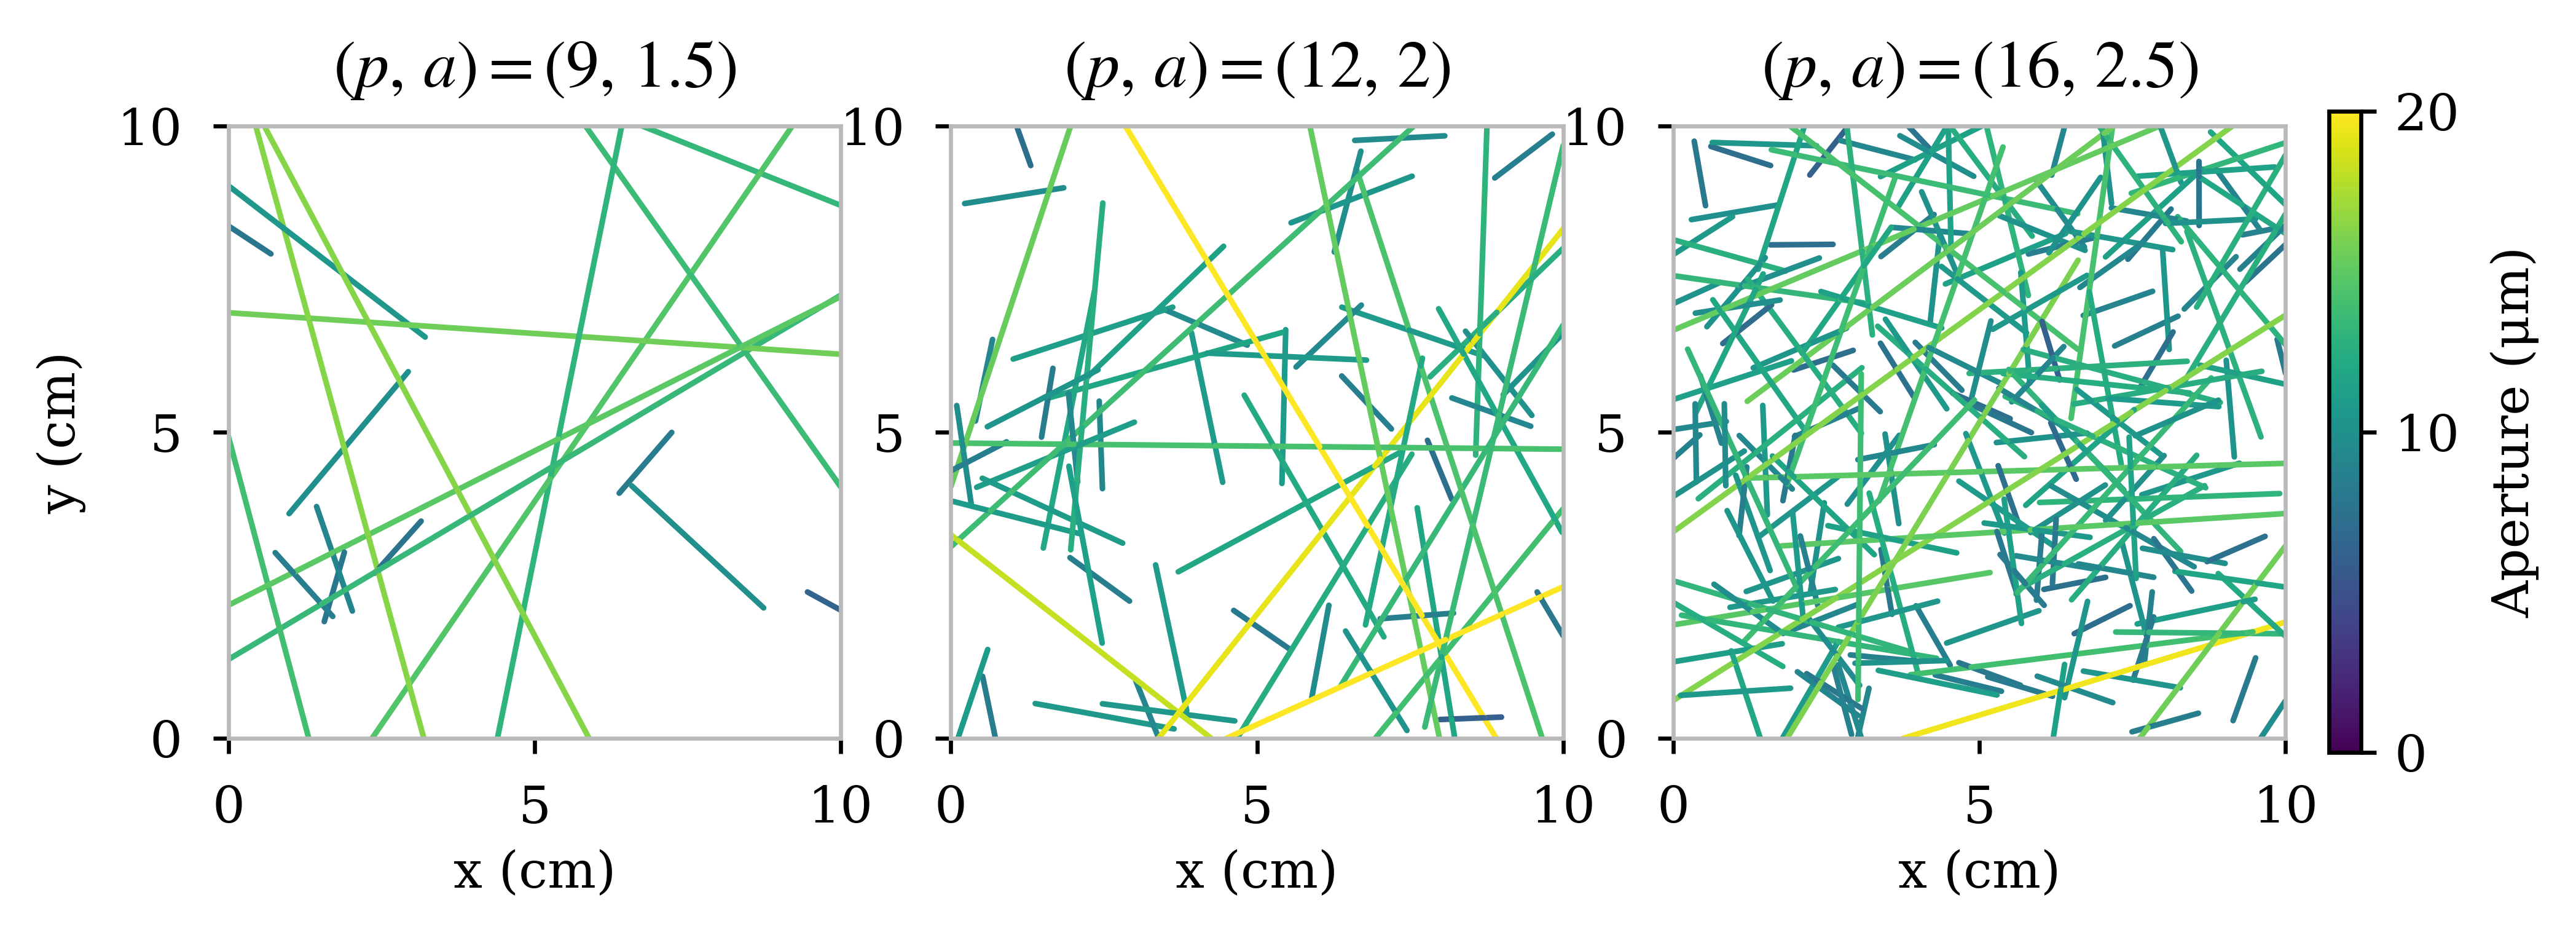 (p, a) = (9, 1.5)
(p, a) = (12, 2)
(p, a) = (16, 2.5)
10
5
0
0
5
10
x (cm)
y (cm)
10
5
0
0
5
10
x (cm)
10
5
0
0
5
10
x (cm)
20
10
0
Aperture (μm)